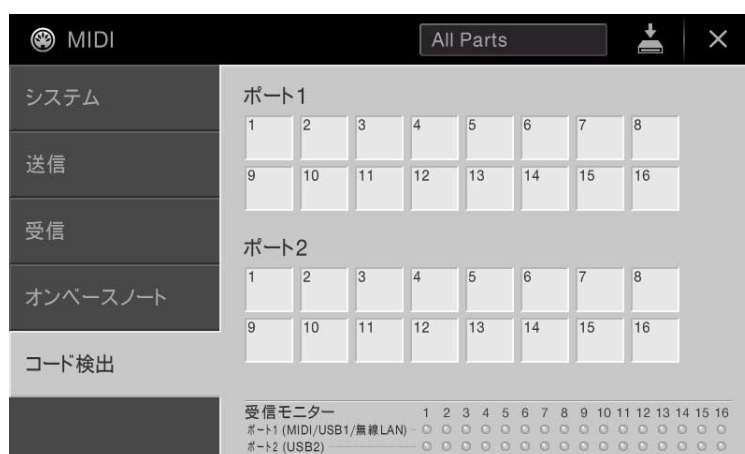 MIDI
All Parts
システム
送信
受信
オンベースノート
コード検出
ポート1
1 2 3 4 5 6 7 8
9 10 11 12 13 14 15 16
ポート2
1 2 3 4 5 6 7 8
9 10 11 12 13 14 15 16
受信モニター 1 2 3 4 5 6 7 8 9 10 11 12 13 14 15 16
ポート1 (MIDI/USB1/無線LAN)
ポート2 (USB2)